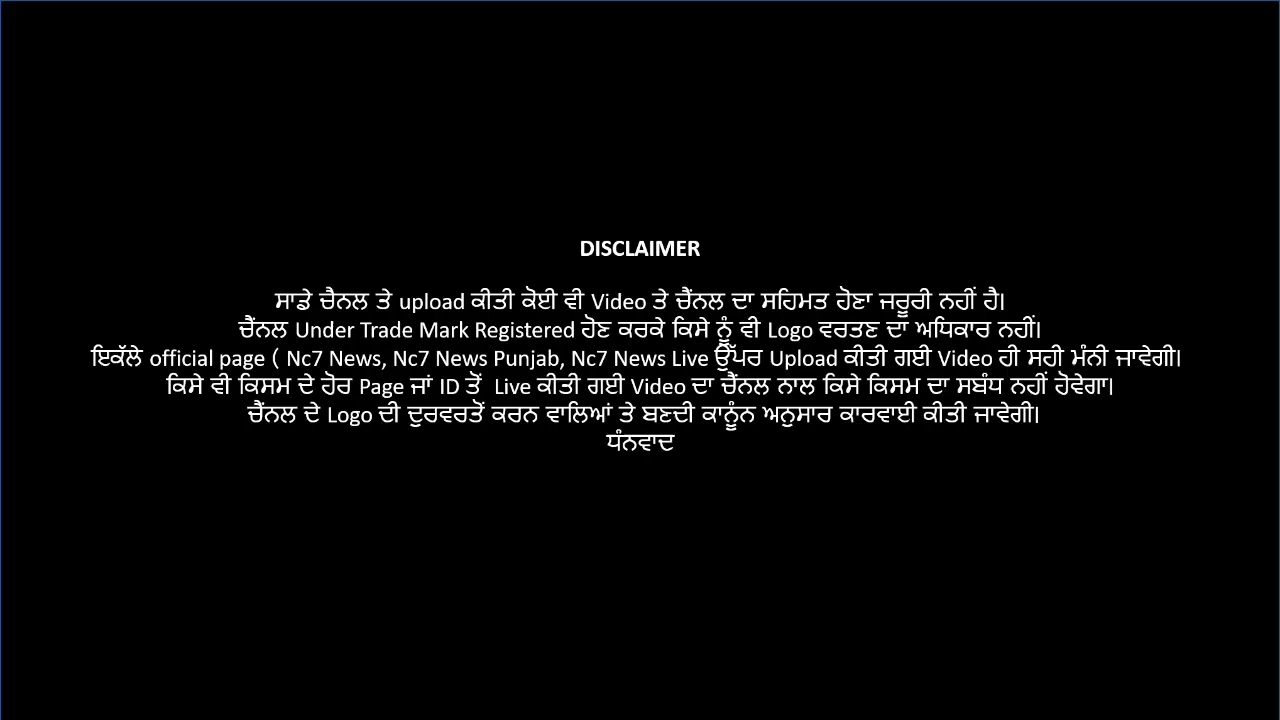 DISCLAIMER
ਸਾਡੇ ਚੈਨਲ ਤੇ upload ਕੀਤੀ ਕੋਈ ਵੀ Video ਤੇ ਚੈਂਨਲ ਦਾ ਸਹਿਮਤ ਹੋਣਾ ਜਰੂਰੀ ਨਹੀਂ ਹੈ।
ਚੈਂਨਲ Under Trade Mark Registered ਹੋਣ ਕਰਕੇ ਕਿਸੇ ਨੂੰ ਵੀ Logo ਵਰਤਣ ਦਾ ਅਧਿਕਾਰ ਨਹੀਂ।
ਇਕੱਲੇ official page ( Nc7 News, Nc7 News Punjab, Nc7 News Live ਉੱਪਰ Upload ਕੀਤੀ ਗਈ Video ਹੀ ਸਹੀ ਮੰਨੀ ਜਾਵੇਗੀ।
ਕਿਸੇ ਵੀ ਕਿਸਮ ਦੇ ਹੋਰ Page ਜਾਂ ID ਤੋਂ Live ਕੀਤੀ ਗਈ Video ਦਾ ਚੈਂਨਲ ਨਾਲ ਕਿਸੇ ਕਿਸਮ ਦਾ ਸਬੰਧ ਨਹੀਂ ਹੋਵੇਗਾ।
ਚੈਂਨਲ ਦੇ Logo ਦੀ ਦੁਰਵਰਤੋਂ ਕਰਨ ਵਾਲਿਆਂ ਤੇ ਬਣਦੀ ਕਾਨੂੰਨ ਅਨੁਸਾਰ ਕਾਰਵਾਈ ਕੀਤੀ ਜਾਵੇਗੀ।
ਧੰਨਵਾਦ